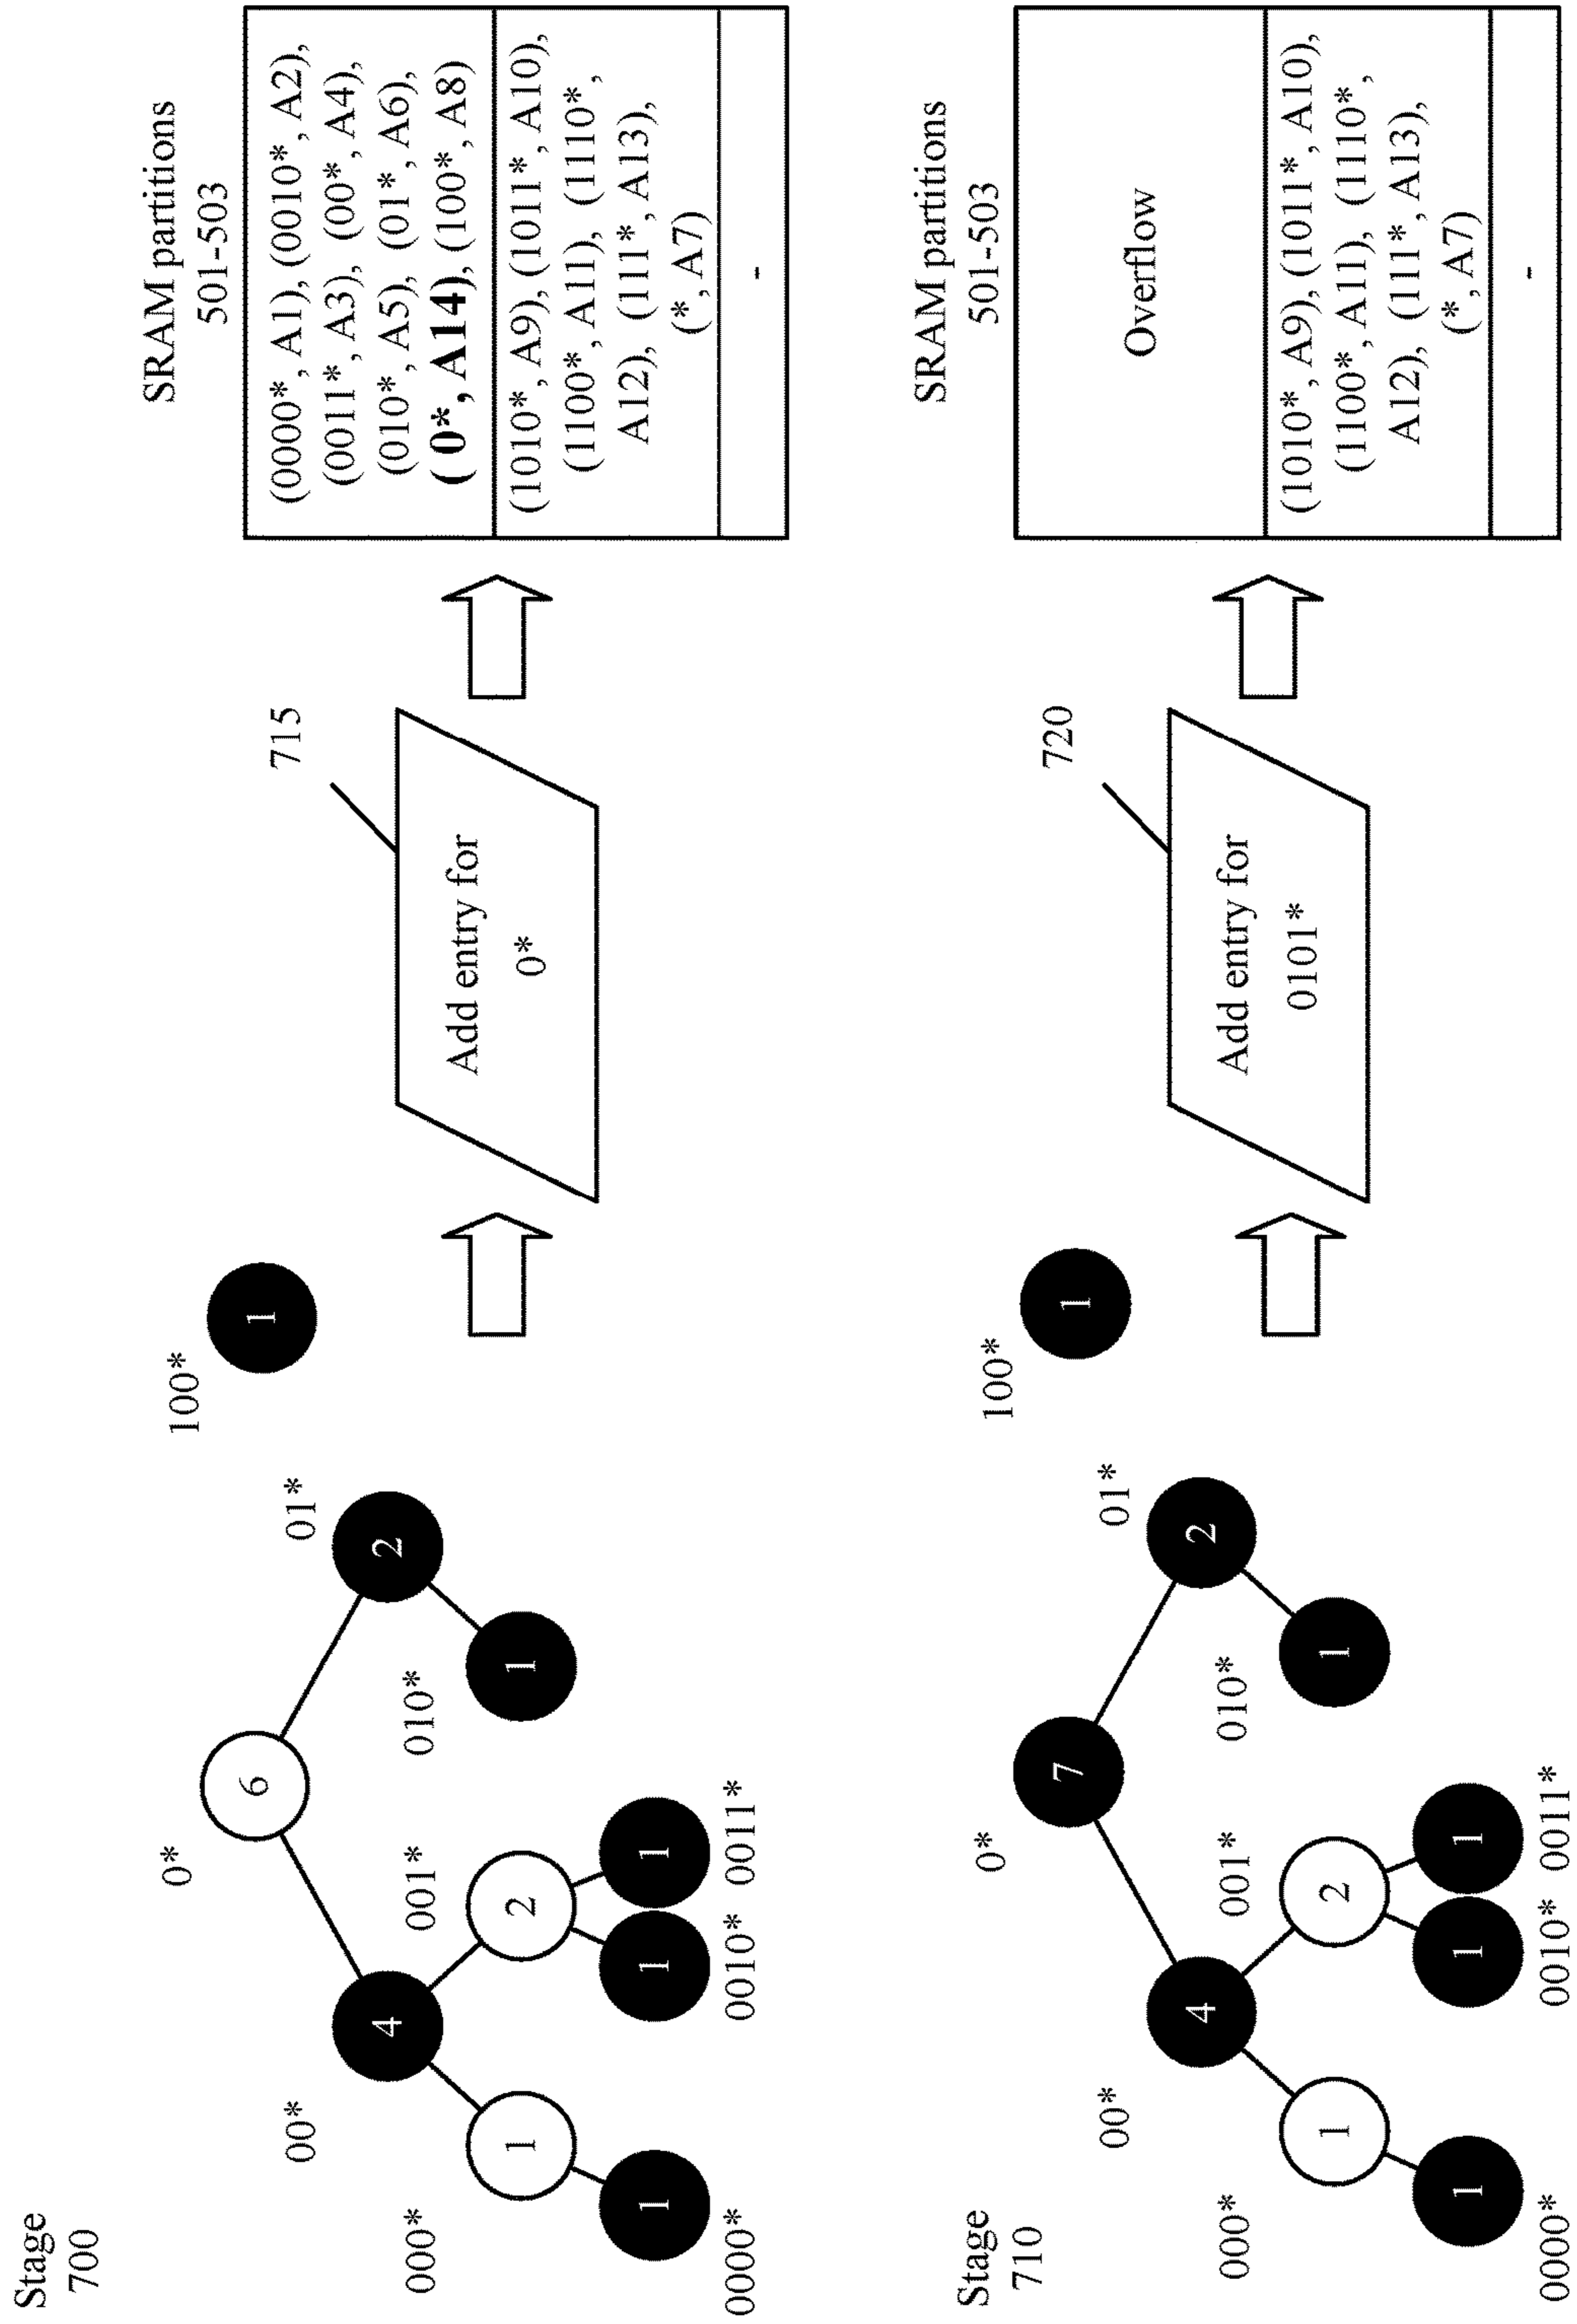 Stage
700
0*
00*
01*
100*
000*
001*
010*
0000*
0010*
0011*
6
4
2
1
1
2
1
1
1
1
1
715
Add entry for
0*
SRAM partitions
501-503
(0000*, A1), (0010*, A2),
(0011*, A3), (00*, A4),
(010*, A5), (01*, A6),
(0*, A14), (100*, A8)
(1010*, A9), (1011*, A10),
(1100*, A11), (1110*,
A12), (111*, A13),
(*, A7)
-
Stage
710
0*
00*
01*
100*
000*
001*
010*
0000*
0010*
0011*
7
4
2
1
1
2
1
1
1
1
720
Add entry for
0101*
SRAM partitions
501-503
Overflow
(1010*, A9), (1011*, A10),
(1100*, A11), (1110*,
A12), (111*, A13),
(*, A7)
-